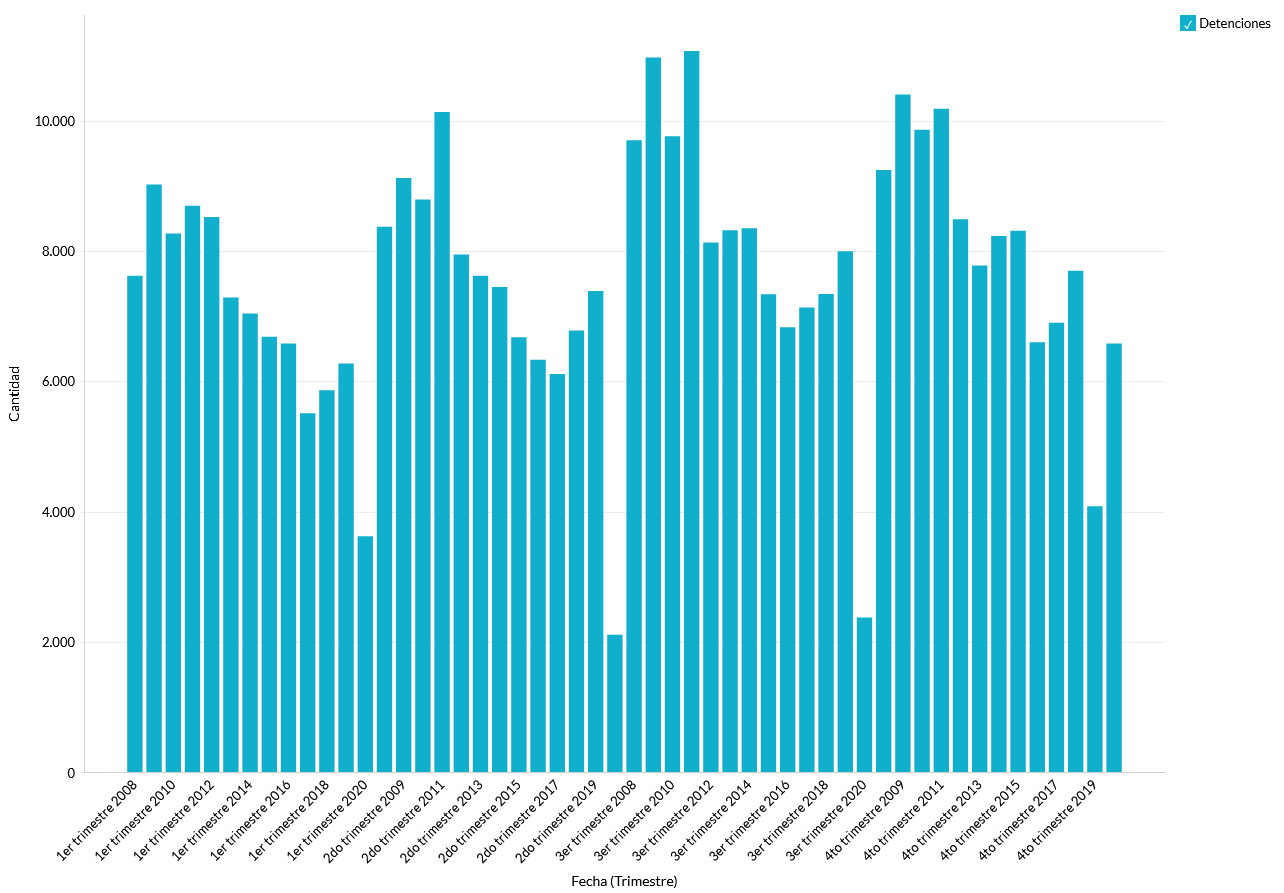 Detenciones
10.000
8.000
6.000
4.000
2.000
0
Cantidad
1er trimestre 2008
1er trimestre 2010
1er trimestre 2012
1er trimestre 2014
1er trimestre 2016
1er trimestre 2018
1er trimestre 2020
2do trimestre 2009
2do trimestre 2011
2do trimestre 2013
2do trimestre 2015
2do trimestre 2017
2do trimestre 2019
3er trimestre 2008
3er trimestre 2010
3er trimestre 2012
3er trimestre 2014
3er trimestre 2016
3er trimestre 2018
3er trimestre 2020
4to trimestre 2009
4to trimestre 2011
4to trimestre 2013
4to trimestre 2015
4to trimestre 2017
4to trimestre 2019
Fecha (Trimestre)